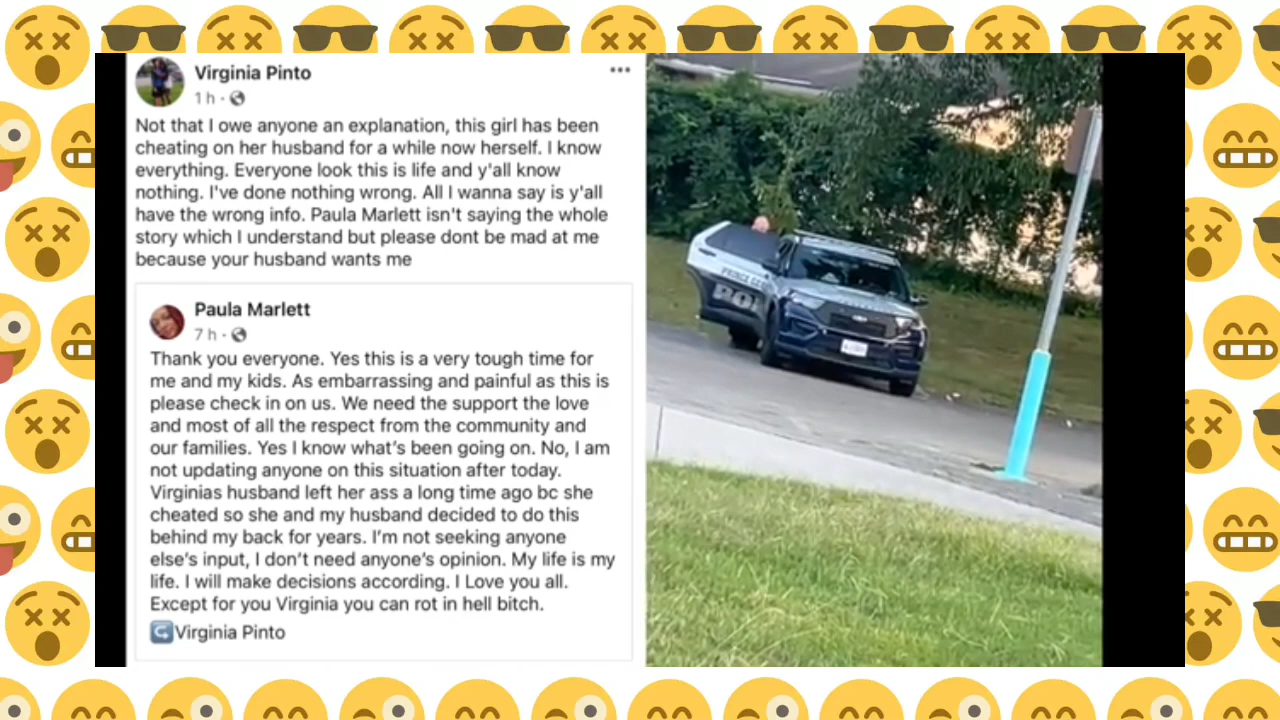 Virginia Pinto
1 h ·
Not that I owe anyone an explanation, this girl has been
cheating on her husband for a while now herself. I know
everything. Everyone look this is life and y'all know
nothing. I've done nothing wrong. All I wanna say is y'all
have the wrong info. Paula Marlett isn't saying the whole
story which I understand but please dont be mad at me
because your husband wants me
Paula Marlett
7 h ·
Thank you everyone. Yes this is a very tough time for
me and my kids. As embarrassing and painful as this is
please check in on us. We need the support the love
and most of all the respect from the community and
our families. Yes I know what's been going on. No, I am
not updating anyone on this situation after today.
Virginias husband left her ass a long time ago bc she
cheated so she and my husband decided to do this
behind my back for years. I'm not seeking anyone
else's input, I don't need anyone's opinion. My life is my
life. I will make decisions according. I Love you all.
Except for you Virginia you can rot in hell bitch.
Virginia Pinto
PRINCE
POL